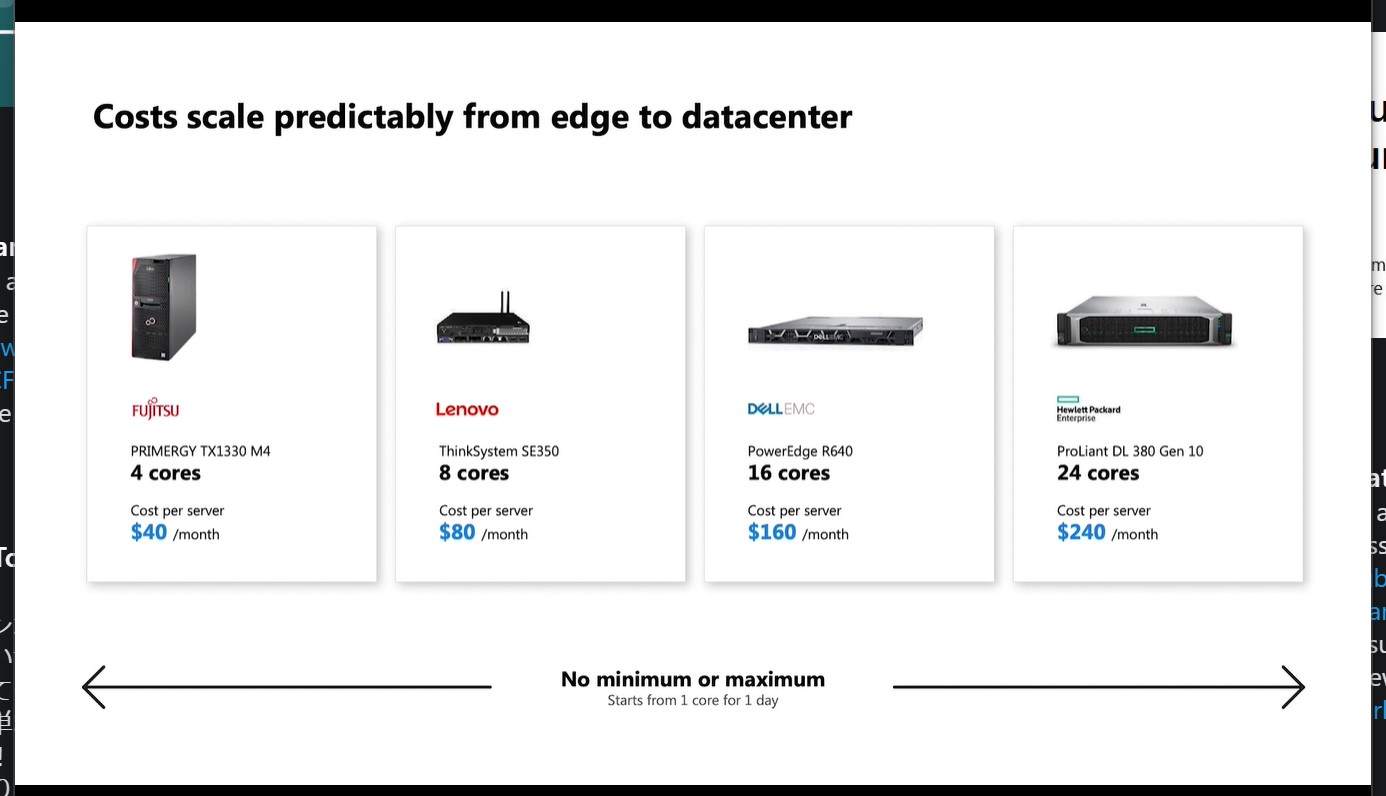 Costs scale predictably from edge to datacenter
FUJITSU
PRIMERGY TX1330 M4
4 cores
Cost per server
$40 /month
Lenovo
ThinkSystem SE350
8 cores
Cost per server
$80 /month
DELLEMC
DELL EMC
PowerEdge R640
16 cores
Cost per server
$160 /month
Hewlett Packard
Enterprise
ProLiant DL 380 Gen 10
24 cores
Cost per server
$240 /month
No minimum or maximum
Starts from 1 core for 1 day